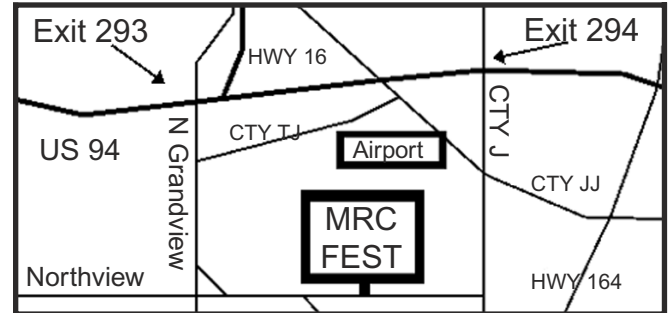 Exit 293
Exit 294
HWY 16
CTY J
N Grandview
CTY TJ
US 94
Airport
CTY JJ
MRC
FEST
Northview
HWY 164